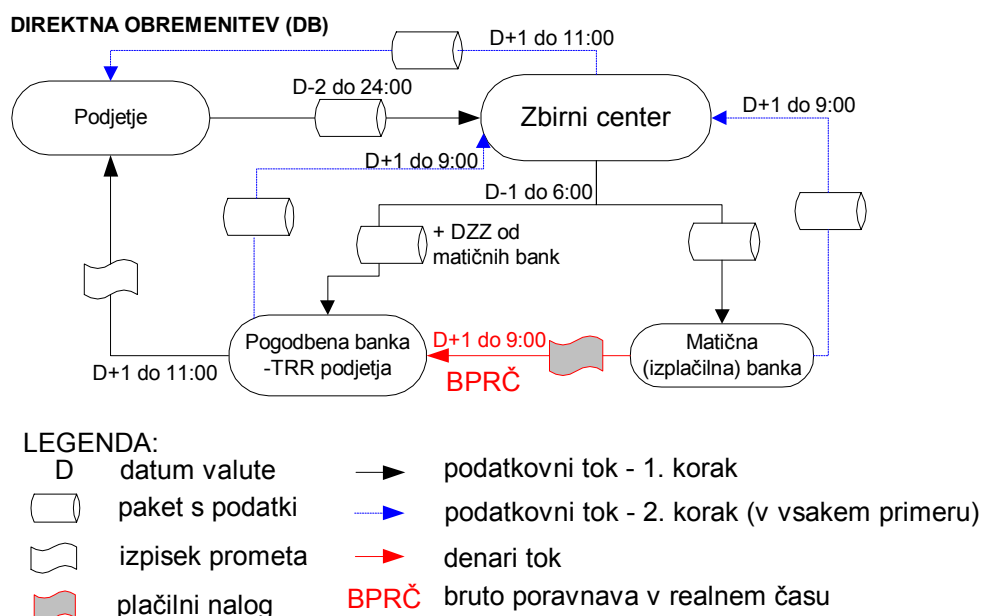 DIREKTNA OBREMENITEV (DB)
D+1 do 11:00
D-2 do 24:00
Podjetje
Zbirni center
D+1 do 9:00
D+1 do 9:00
D-1 do 6:00
+ DZZ od
matičnih bank
Pogodbena banka
-TRR podjetja
D+1 do 9:00
BPRČ
Matična
(izplačilna) banka
D+1 do 11:00
LEGENDA:
D datum valute
podatkovni tok - 1. korak
paket s podatki
podatkovni tok - 2. korak (v vsakem primeru)
izpisek prometa
denari tok
plačilni nalog
BPRČ bruto poravnava v realnem času